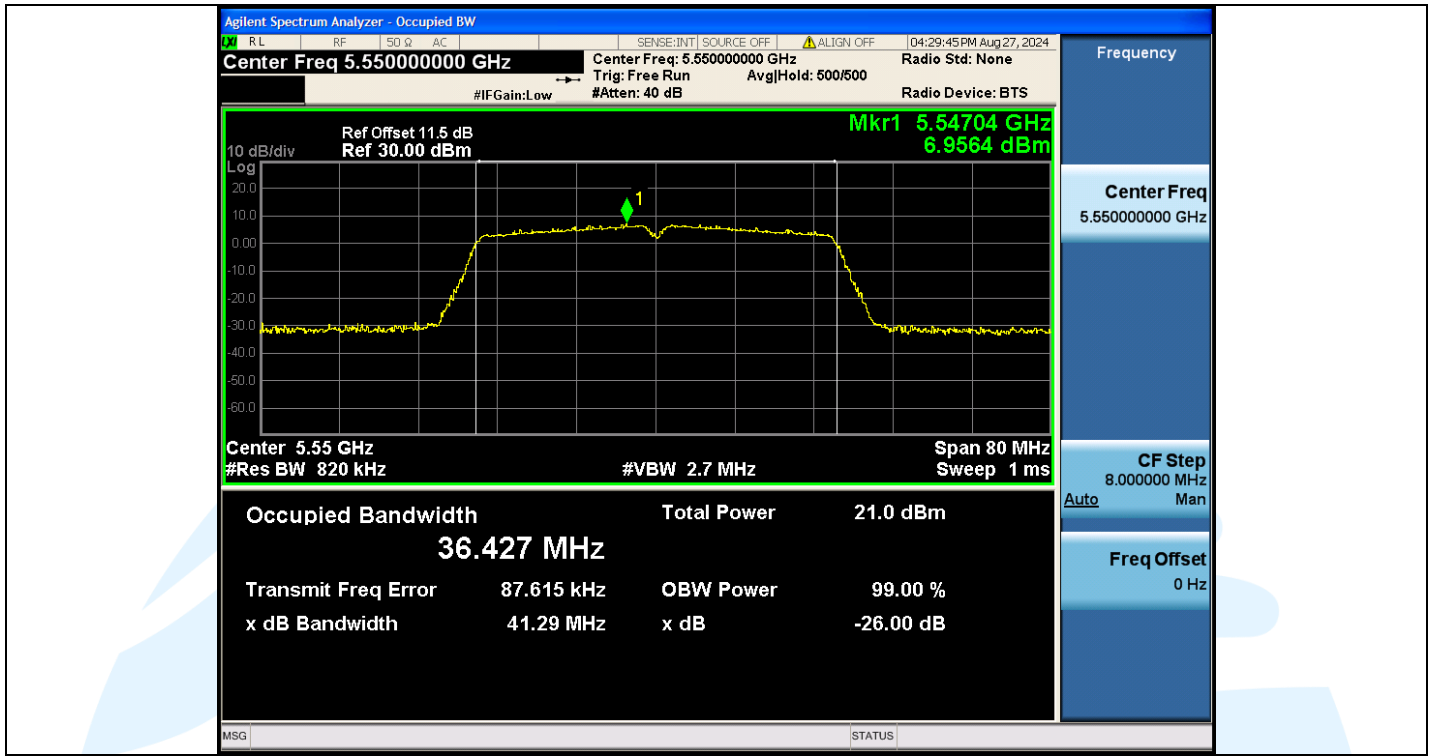 Agilent Spectrum Analyzer - Occupied BW
LXI RL RF 50 Ω AC SENSE:INT SOURCE OFF ALIGN OFF 04:29:45 PM Aug 27, 2024
Center Freq 5.550000000 GHz
Center Freq: 5.550000000 GHz Radio Std: None
Trig: Free Run Avg|Hold: 500/500
#IFGain:Low #Atten: 40 dB Radio Device: BTS
Mkr1 5.54704 GHz
6.9564 dBm
Ref Offset 11.5 dB
10 dB/div Ref 30.00 dBm
Log
20.0
1
10.0
0.00
-10.0
-20.0
-30.0
-40.0
-50.0
-60.0
Center 5.55 GHz Span 80 MHz
#Res BW 820 kHz #VBW 2.7 MHz Sweep 1 ms
Occupied Bandwidth Total Power 21.0 dBm
36.427 MHz
Transmit Freq Error 87.615 kHz OBW Power 99.00 %
x dB Bandwidth 41.29 MHz x dB -26.00 dB
MSG STATUS
Frequency
Center Freq
5.550000000 GHz
CF Step
8.000000 MHz
Auto Man
Freq Offset
0 Hz